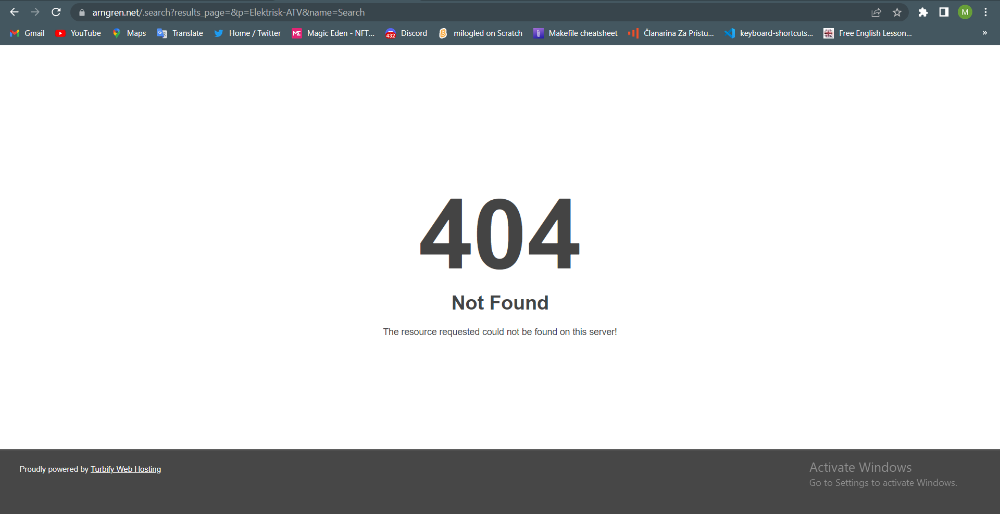 arngren.net/.search?results_page=&p=Elektrisk-ATV&name=Search
M
Gmail YouTube Maps Translate Home / Twitter Magic Eden - NFT... 432 Discord milogled on Scratch Makefile cheatsheet Članarina Za Pristu... keyboard-shortcuts... Free English Lesson... »
404
Not Found
The resource requested could not be found on this server!
Proudly powered by Turbify Web Hosting
Activate Windows
Go to Settings to activate Windows.